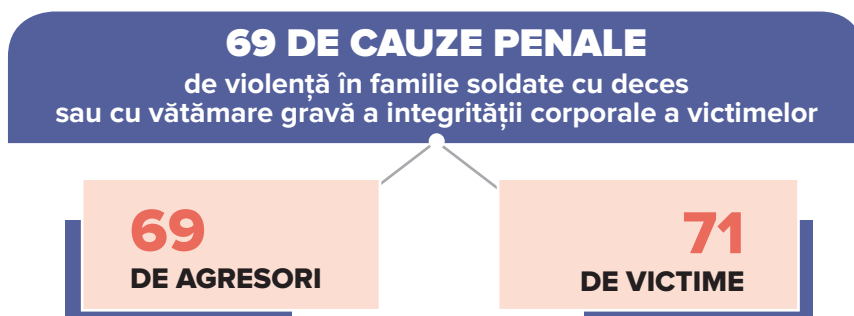 69 DE CAUZE PENALE
de violență în familie soldate cu deces
sau cu vătămare gravă a integrității corporale a victimelor
69
DE AGRESORI
71
DE VICTIME